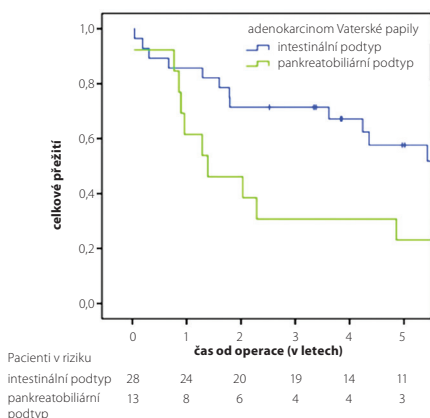 adenokarcinom Vaterské papily
intestinální podtyp
pankreatobiliární podtyp
1,0
0,8
0,6
0,4
0,2
0,0
celkové přežití
0 1 2 3 4 5
čas od operace (v letech)
Pacienti v riziku
intestinální podtyp 28 24 20 19 14 11
pankreatobiliární 13 8 6 4 4 3
podtyp